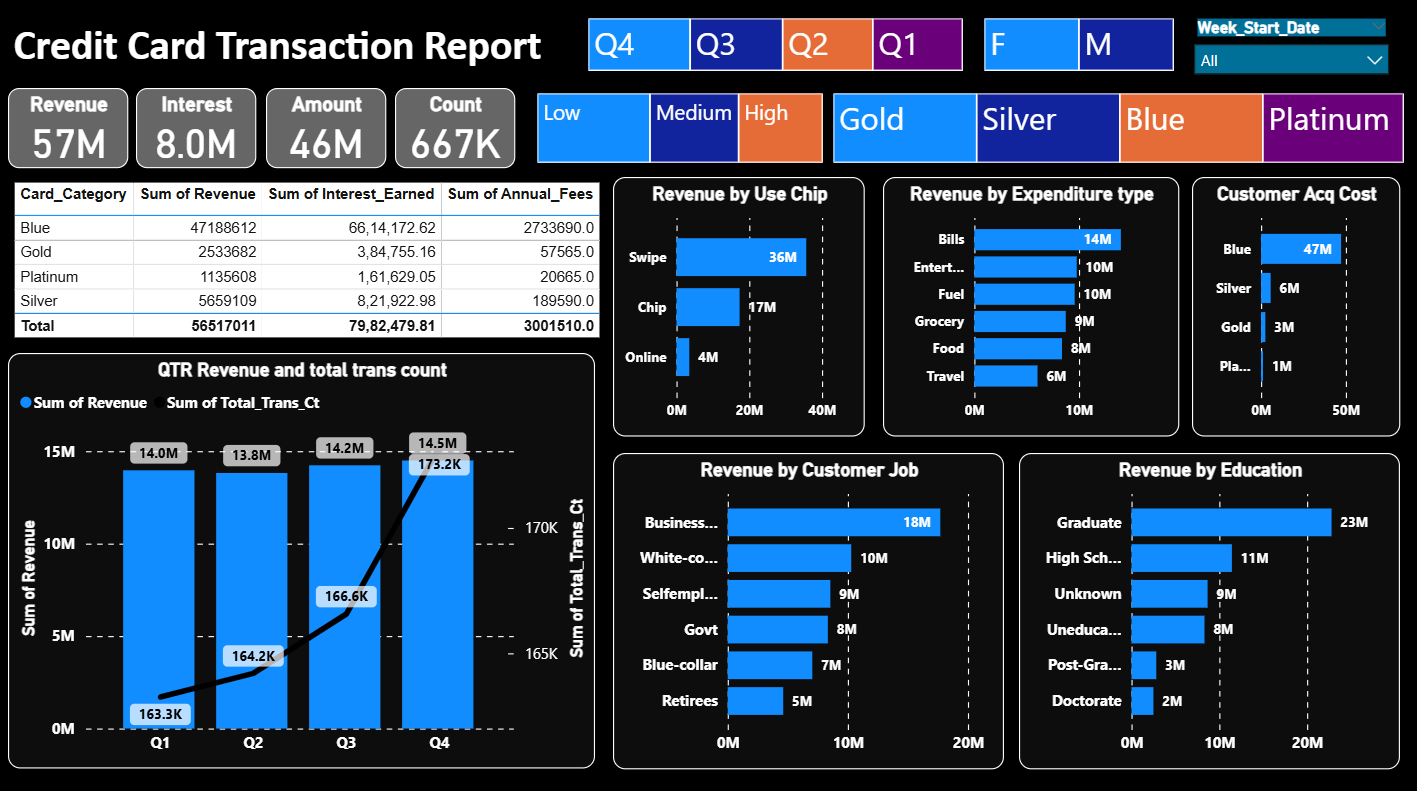 Credit Card Transaction Report
Q4 Q3 Q2 Q1
F M
Week_Start_Date
All
Revenue
57M
Interest
8.0M
Amount
46M
Count
667K
Low Medium High
Gold Silver Blue Platinum
Card_Category Sum of Revenue Sum of Interest_Earned Sum of Annual_Fees
Blue 47188612 66,14,172.62 2733690.0
Gold 2533682 3,84,755.16 57565.0
Platinum 1135608 1,61,629.05 20665.0
Silver 5659109 8,21,922.98 189590.0
Total 56517011 79,82,479.81 3001510.0
Revenue by Use Chip
Swipe 36M
Chip 17M
Online 4M
0M 20M 40M
Revenue by Expenditure type
Bills 14M
Entert... 10M
Fuel 10M
Grocery 9M
Food 8M
Travel 6M
0M 10M
Customer Acq Cost
Blue 47M
Silver 6M
Gold 3M
Pla... 1M
0M 50M
QTR Revenue and total trans count
Sum of Revenue Sum of Total_Trans_Ct
15M
10M
5M
0M
Sum of Revenue
14.0M 13.8M 14.2M 14.5M
163.3K 164.2K 166.6K 173.2K
170K
165K
Sum of Total_Trans_Ct
Q1 Q2 Q3 Q4
Revenue by Customer Job
Business... 18M
White-co... 10M
Selfempl... 9M
Govt 8M
Blue-collar 7M
Retirees 5M
0M 10M 20M
Revenue by Education
Graduate 23M
High Sch... 11M
Unknown 9M
Uneduca... 8M
Post-Gra... 3M
Doctorate 2M
0M 10M 20M